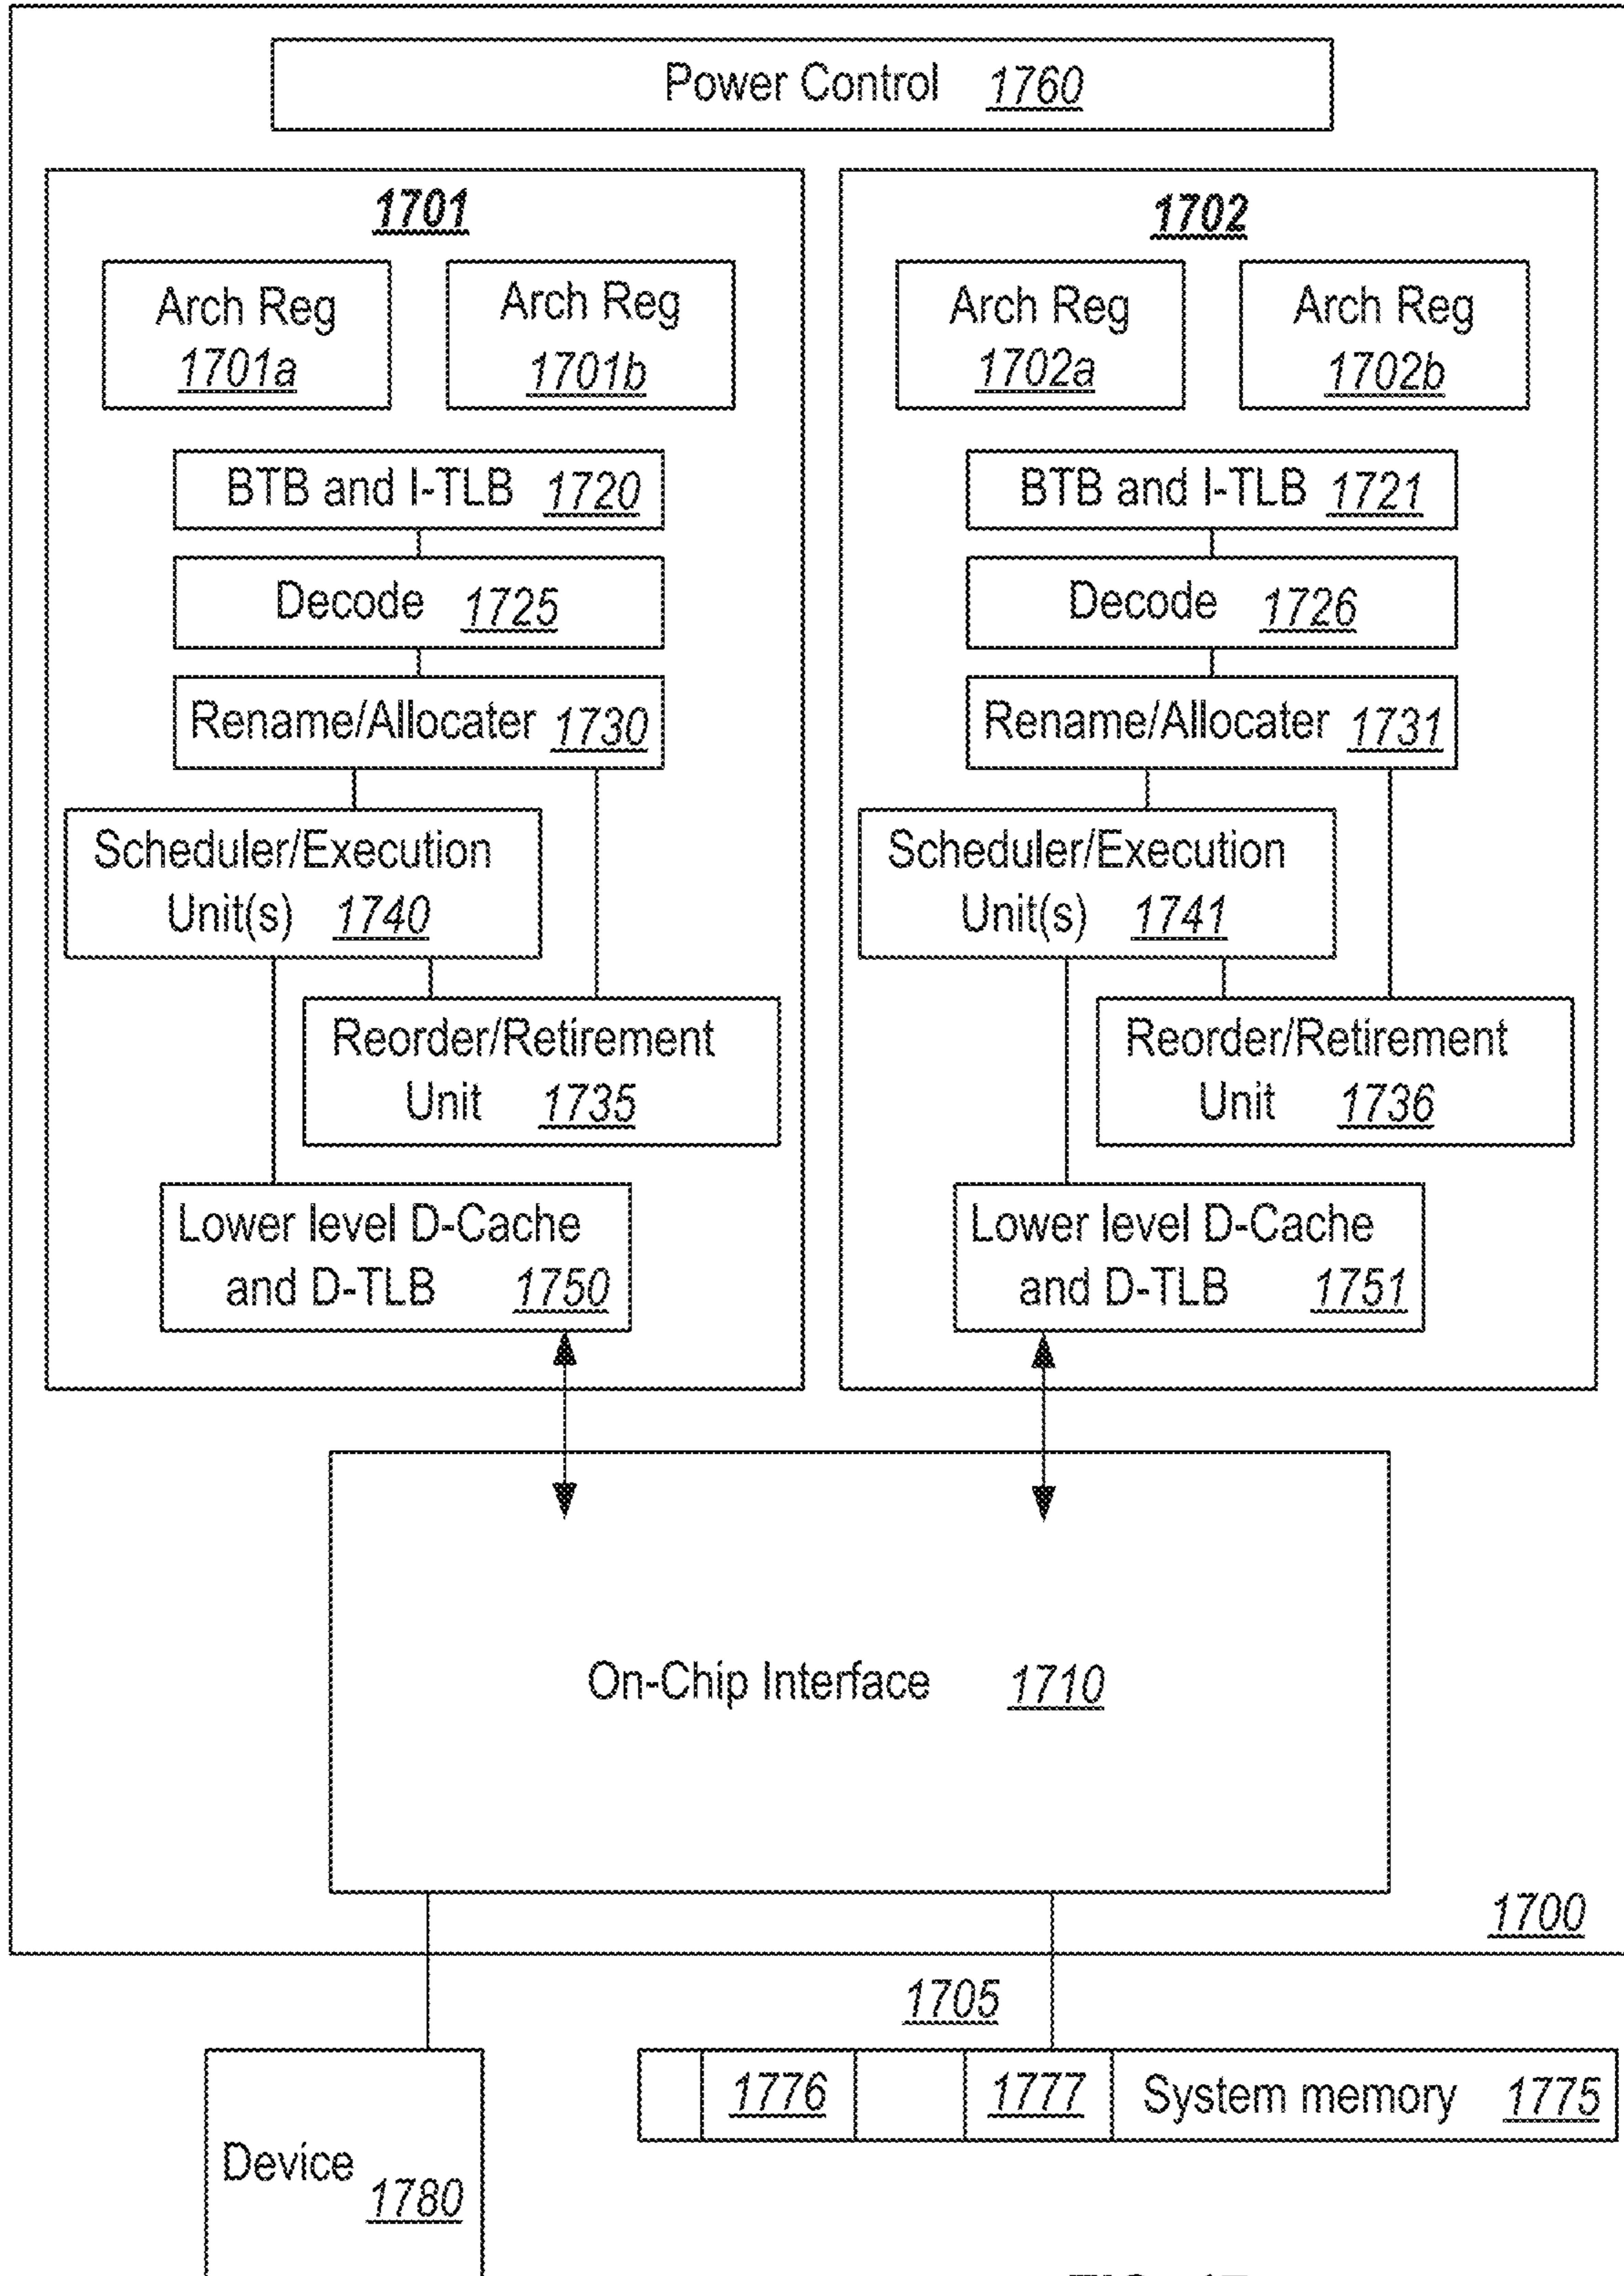 Power Control 1760
1701
Arch Reg
1701a
Arch Reg
1701b
BTB and I-TLB 1720
Decode 1725
Rename/Allocater 1730
Scheduler/Execution
Unit(s) 1740
Reorder/Retirement
Unit 1735
Lower level D-Cache
and D-TLB 1750
1702
Arch Reg
1702a
Arch Reg
1702b
BTB and I-TLB 1721
Decode 1726
Rename/Allocater 1731
Scheduler/Execution
Unit(s) 1741
Reorder/Retirement
Unit 1736
Lower level D-Cache
and D-TLB 1751
On-Chip Interface 1710
1700
1705
1776 1777 System memory 1775
Device 1780